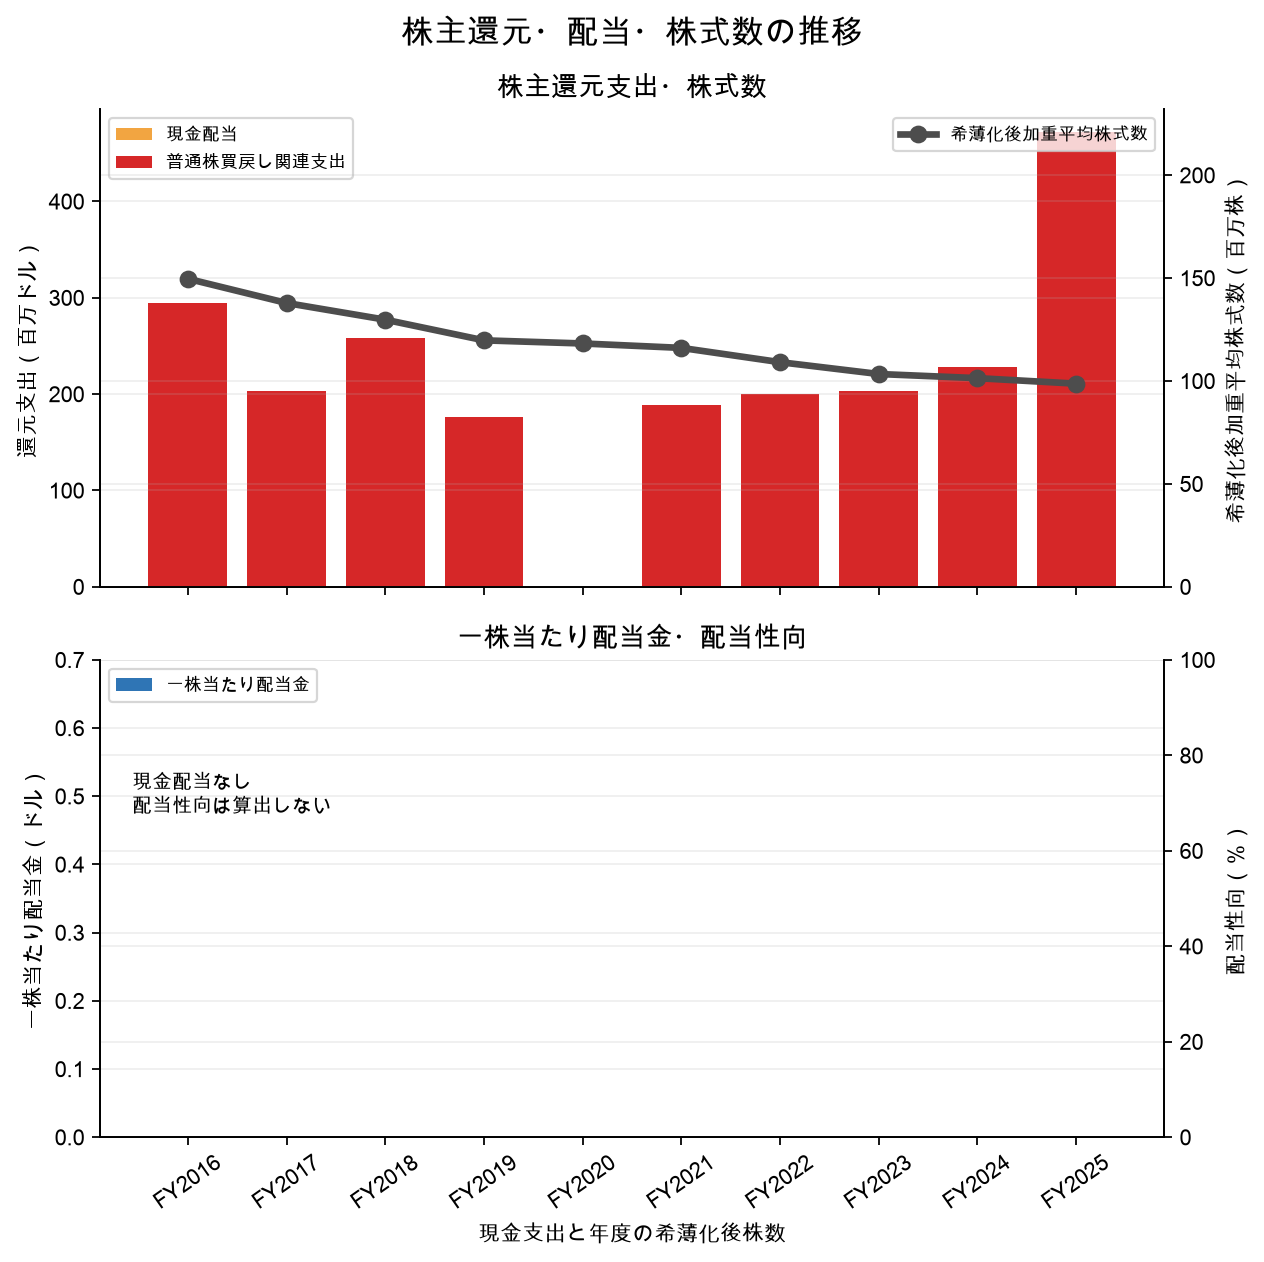 株主還元・配当・株式数の推移
株主還元支出・株式数
現金配当
普通株買戻し関連支出
希薄化後加重平均株式数
還元支出(百万ドル)
400
300
200
100
0
200
150
100
50
0
希薄化後加重平均株式数(百万株)
一株当たり配当金・配当性向
一株当たり配当金
現金配当なし
配当性向は算出しない
一株当たり配当金(ドル)
0.7
0.6
0.5
0.4
0.3
0.2
0.1
0.0
100
80
60
40
20
0
配当性向(%)
FY2016
FY2017
FY2018
FY2019
FY2020
FY2021
FY2022
FY2023
FY2024
FY2025
現金支出と年度の希薄化後株数